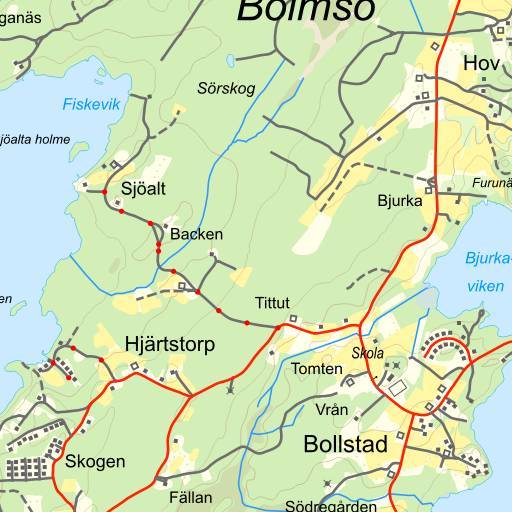 Bolmsö
ganäs
Hov
Sörskog
Fiskevik
jöalta holme
Sjöalt
Furunä
Bjurka
Backen
Bjurka-
viken
en
Tittut
Hjärtstorp
Skola
Tomten
Vrån
Bollstad
Skogen
Fällan
Södregården